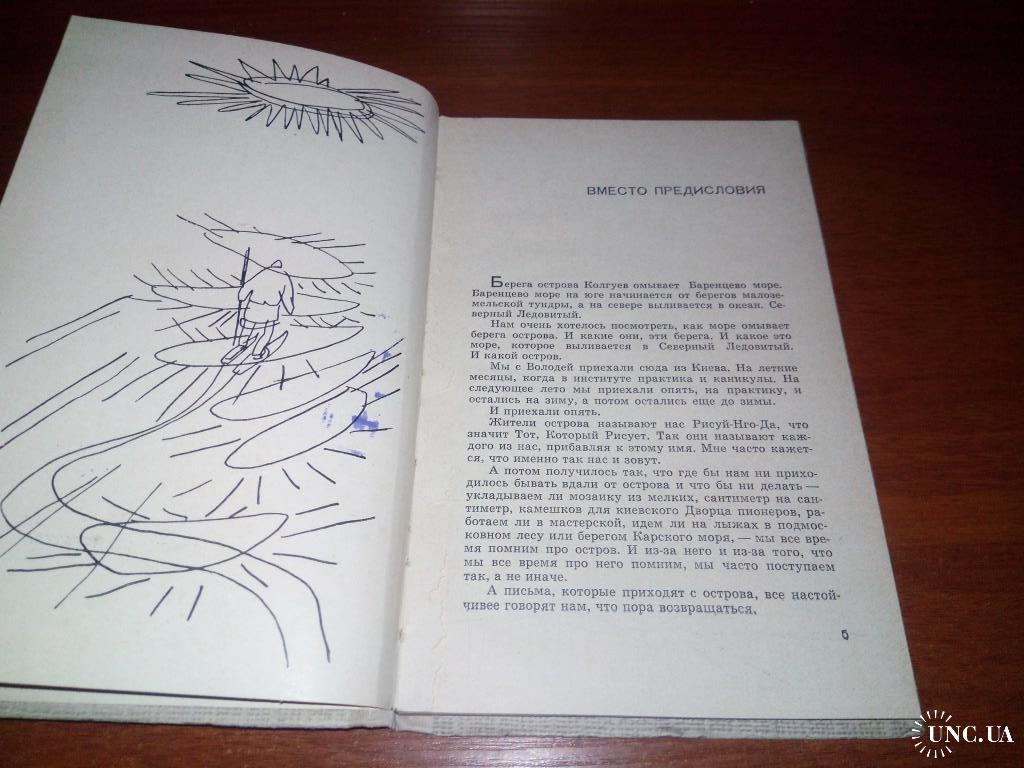 ВМЕСТО ПРЕДИСЛОВИЯ
Берега острова Колгуев омывает Баренцево море.
Баренцево море на юге начинается от берегов малозе-
мельской тундры, а на севере выливается в океан. Се-
верный Ледовитый.
Нам очень хотелось посмотреть, как море омывает
берега острова. И какие они, эти берега. И какое это
море, которое выливается в Северный Ледовитый.
И какой остров.
Мы с Володей приехали сюда из Киева. На летние
месяцы, когда в институте практика и каникулы. На
следующее лето мы приехали опять, на практику, и
остались на зиму, а потом остались еще до зимы.
И приехали опять.
Жители острова называют нас Рисуй-Нго-Да, что
значит Тот, Который Рисует. Так они называют каж-
дого из нас, прибавляя к этому имя. Мне часто кажет-
ся, что именно так нас и зовут.
А потом получилось так, что где бы нам ни прихо-
дилось бывать вдали от острова и что бы ни делать —
укладываем ли мозаику из мелких, сантиметр на сан-
тиметр, камешков для киевского Дворца пионеров, ра-
ботаем ли в мастерской, идем ли на лыжах в подмос-
ковном лесу или берегом Карского моря, — мы все вре-
мя помним про остров. И из-за него и из-за того, что
мы все время про него помним, мы часто поступаем
так, а не иначе.
А письма, которые приходят с острова, все настой-
чивее говорят нам, что пора возвращаться.
5
UNC.UA